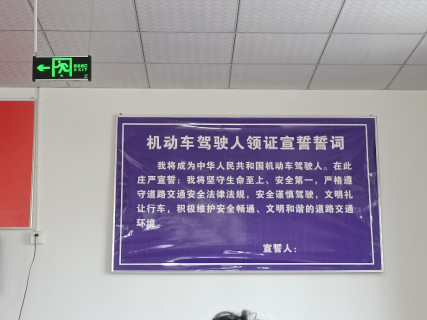 安全出口
EXIT
机动车驾驶人领证宣誓誓词
我将成为中华人民共和国机动车驾驶人。在此
庄严宣誓：我将坚守生命至上、安全第一，严格遵
守道路交通安全法律法规，安全谨慎驾驶，文明礼
让行车，积极维护安全畅通、文明和谐的道路交通
环境。
宣誓人：